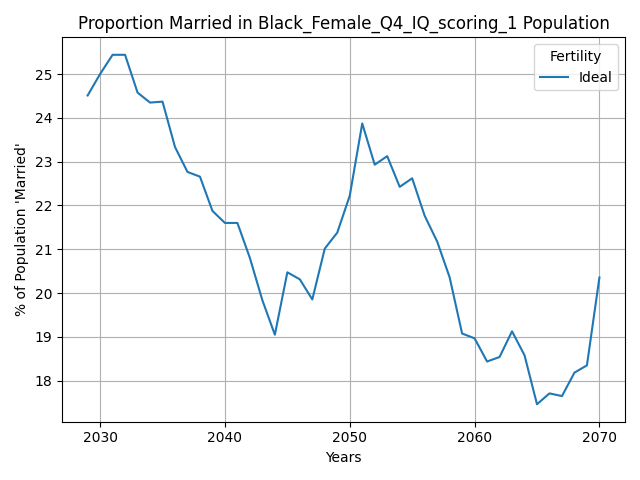 Proportion Married in Black_Female_Q4_IQ_scoring_1 Population
Fertility
Ideal
% of Population 'Married'
25
24
23
22
21
20
19
18
2030
2040
2050
2060
2070
Years